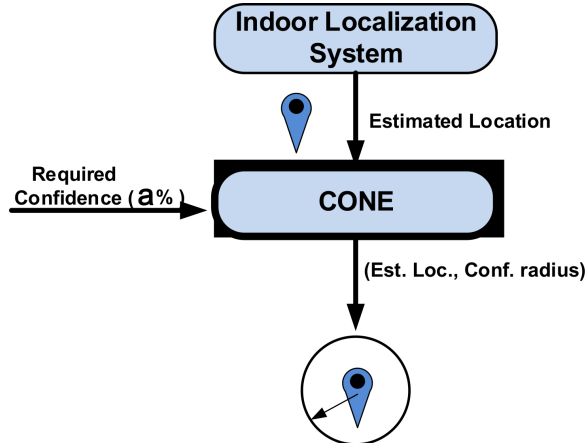 Indoor Localization
System
Estimated Location
Required
Confidence (a%)
CONE
(Est. Loc., Conf. radius)